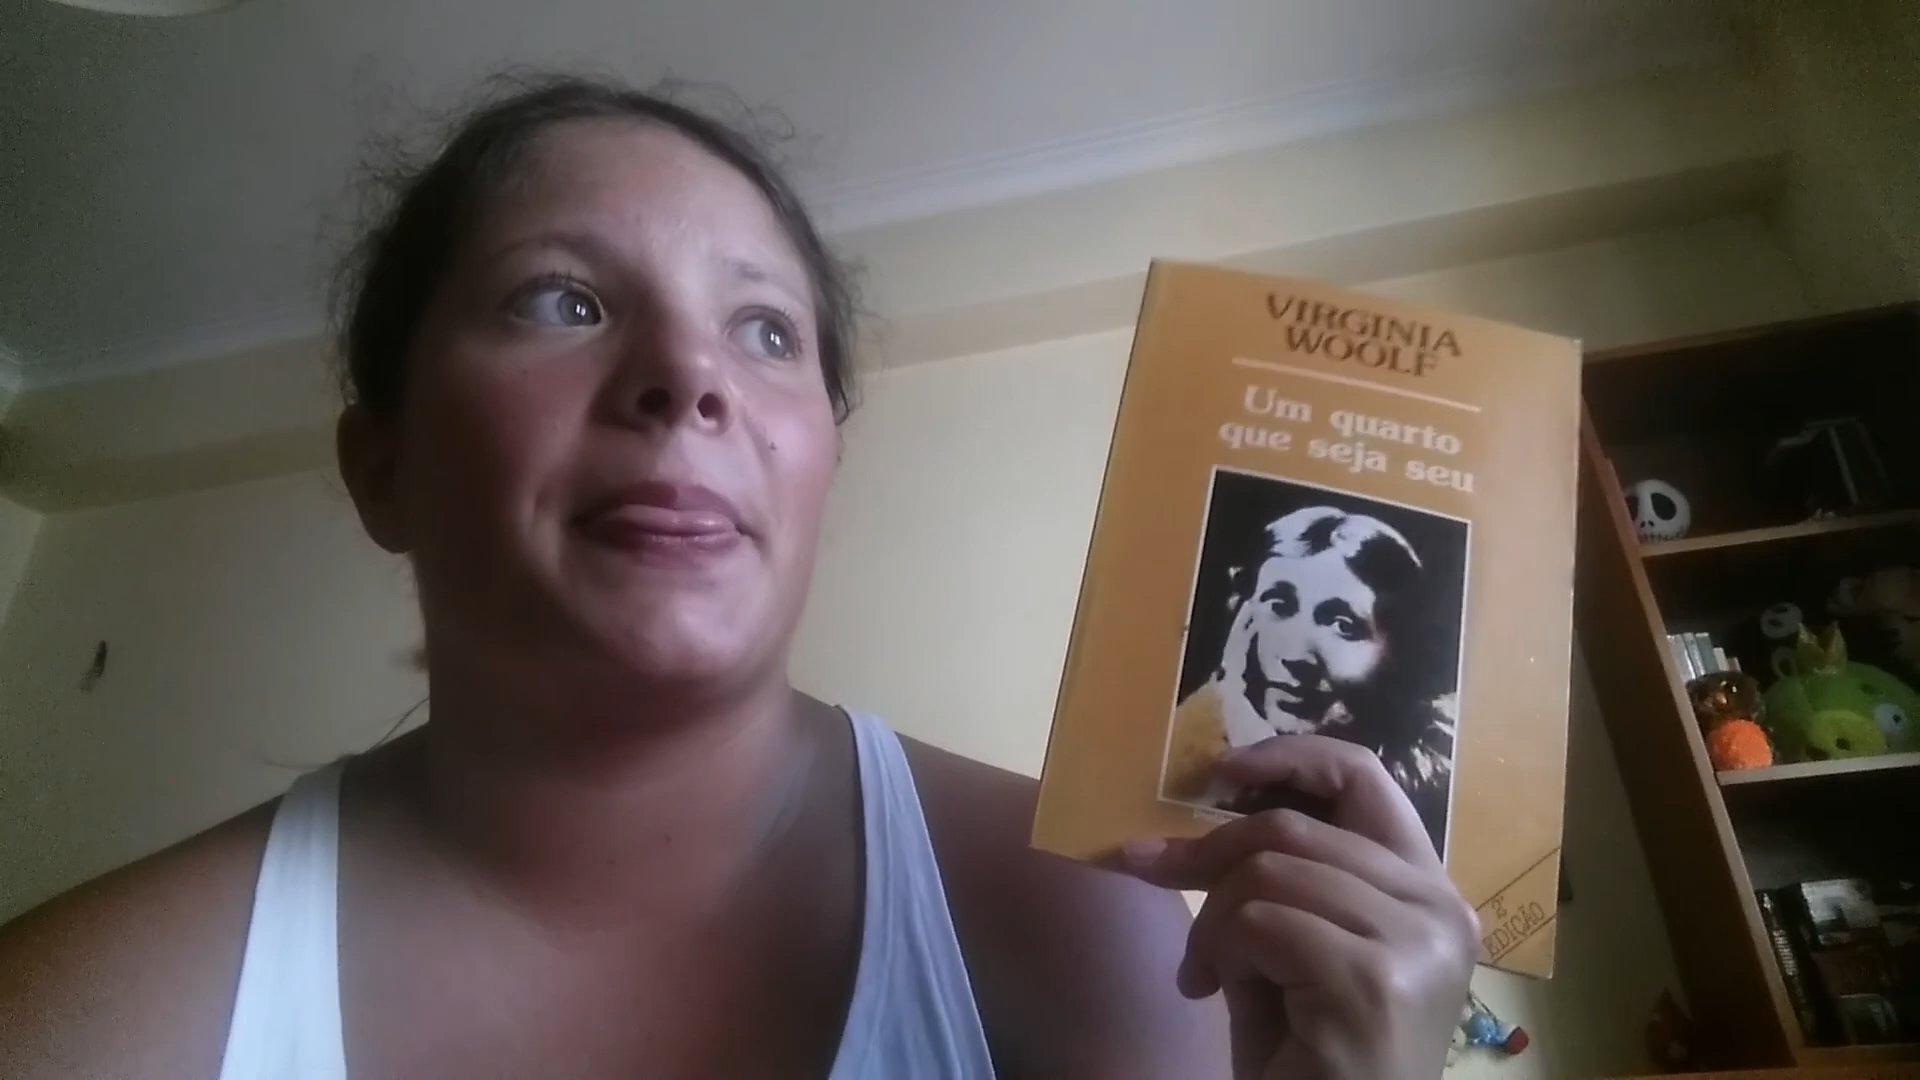 VIRGINIA
WOOLF
Um quarto
que seja seu
2ª
EDIÇÃO